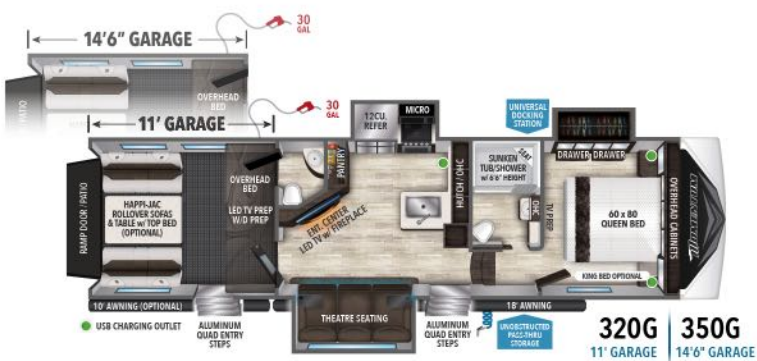 14'6" GARAGE
30
GAL
OVERHEAD
BED
11' GARAGE
30
GAL
RAMP DOOR / PATIO
HAPPI-JAC
ROLLOVER SOFAS
& TABLE w/ TOP BED
(OPTIONAL)
OVERHEAD
BED
LED TV PREP
W/D PREP
PANTRY
ENT. CENTER
LED TV w/ FIREPLACE
12CU.
REFER
MICRO
HUTCH / OHC
UNIVERSAL
DOCKING
STATION
SUNKEN
TUB/SHOWER
w/ 6'6" HEIGHT
SEAT
OHC
TV PREP
DRAWER
DRAWER
60 x 80
QUEEN BED
KING BED OPTIONAL
OVERHEAD CABINETS
MOMENTUM
10' AWNING (OPTIONAL)
18' AWNING
USB CHARGING OUTLET
ALUMINUM
QUAD ENTRY
STEPS
THEATRE SEATING
ALUMINUM
QUAD ENTRY
STEPS
UNOBSTRUCTED
PASS-THRU
STORAGE
320G
11' GARAGE
350G
14'6" GARAGE